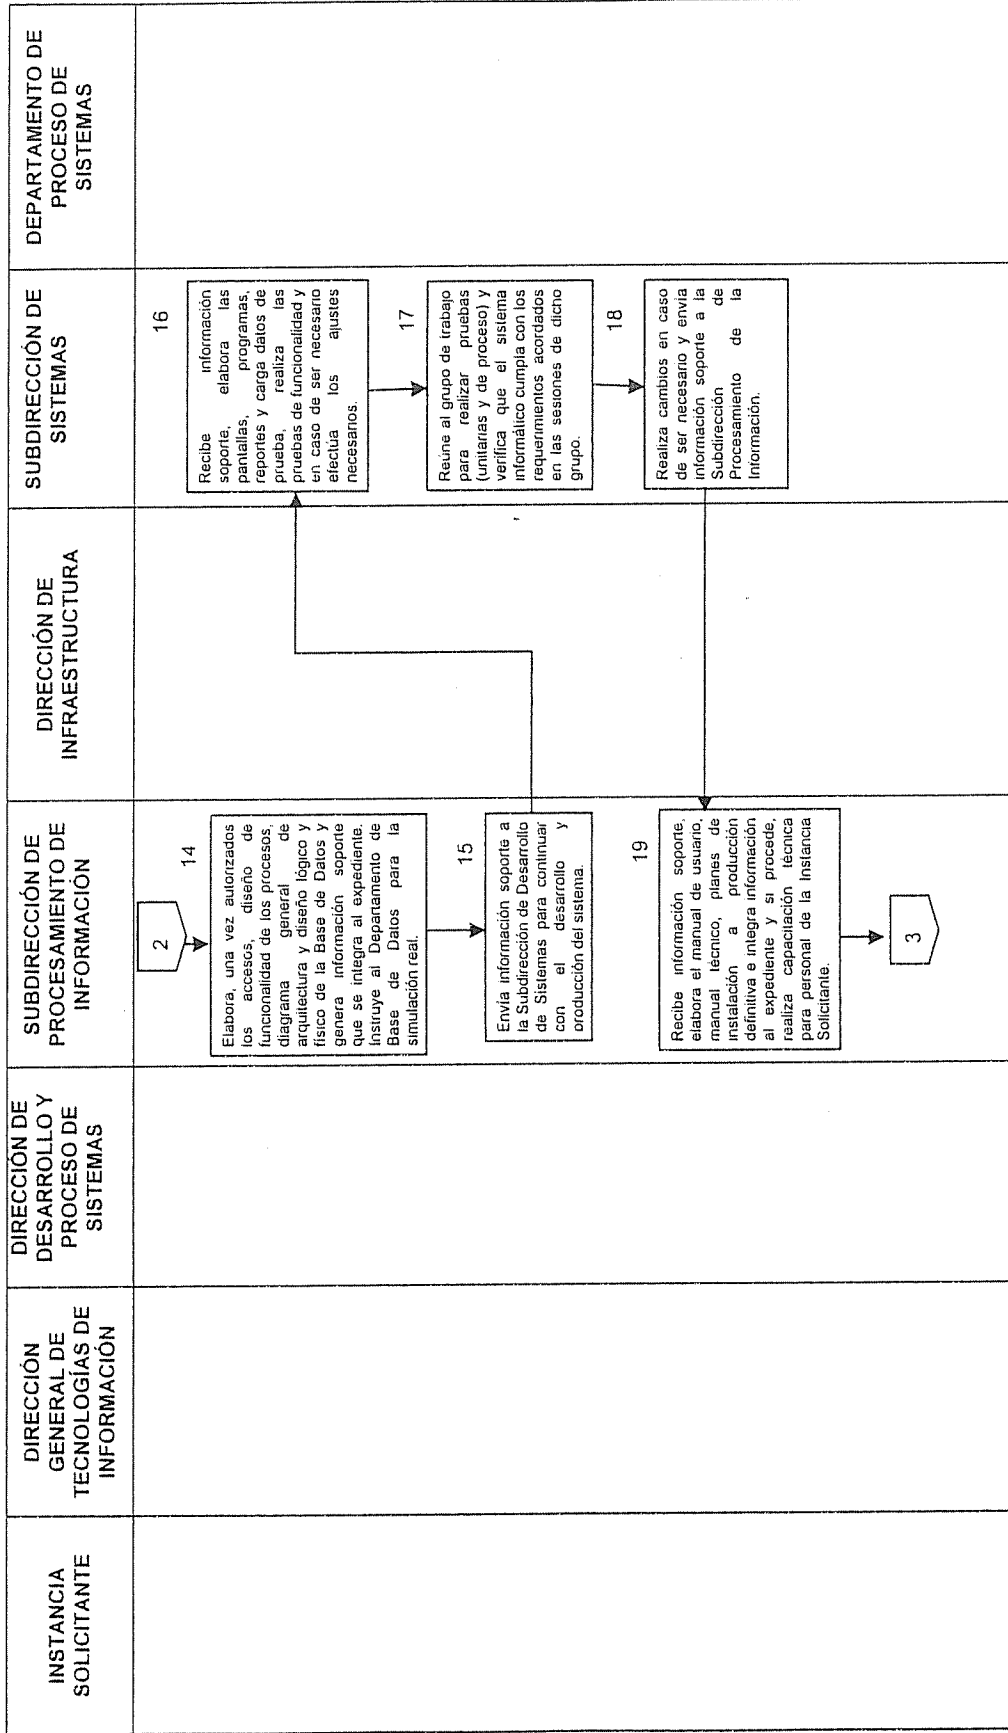 INSTANCIA
SOLICITANTE
DIRECCIÓN
GENERAL DE
TECNOLOGÍAS DE
INFORMACIÓN
DIRECCIÓN DE
DESARROLLO Y
PROCESO DE
SISTEMAS
SUBDIRECCIÓN DE
PROCESAMIENTO DE
INFORMACIÓN
DIRECCIÓN DE
INFRAESTRUCTURA
SUBDIRECCIÓN DE
SISTEMAS
DEPARTAMENTO DE
PROCESO DE
SISTEMAS
2
14
Elabora, una vez autorizados
los accesos, diseño de
funcionalidad de los procesos,
diagrama general de
arquitectura y diseño lógico y
físico de la Base de Datos y
genera información soporte
que se integra al expediente.
Instruye al Departamento de
Base de Datos para la
simulación real.
15
Envía información soporte a
la Subdirección de Desarrollo
de Sistemas para continuar
con el desarrollo y
producción del sistema.
16
Recibe información
soporte, elabora las
pantallas, programas,
reportes y carga datos de
prueba, realiza las
pruebas de funcionalidad y
en caso de ser necesario
efectúa los ajustes
necesarios.
17
Reúne al grupo de trabajo
para realizar pruebas
(unitarias y de proceso) y
verifica que el sistema
informático cumpla con los
requerimientos acordados
en las sesiones de dicho
grupo.
18
Realiza cambios en caso
de ser necesario y envia
información soporte a la
Subdirección de
Procesamiento de la
Información.
19
Recibe información soporte,
elabora el manual de usuario,
manual técnico, planes de
instalación a producción
definitiva e integra información
al expediente y si procede,
realiza capacitación técnica
para personal de la Instancia
Solicitante.
3